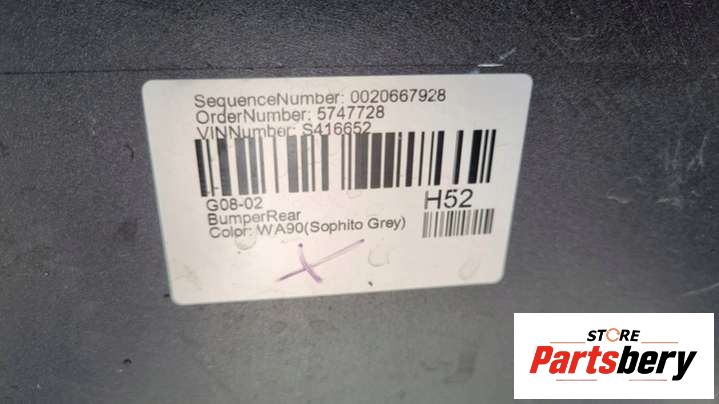 SequenceNumber: 0020667928
OrderNumber: 5747728
VINNumber: S416652
G08-02
H52
BumperRear
Color: WA90(Sophito Grey)
STORE
Partsbery